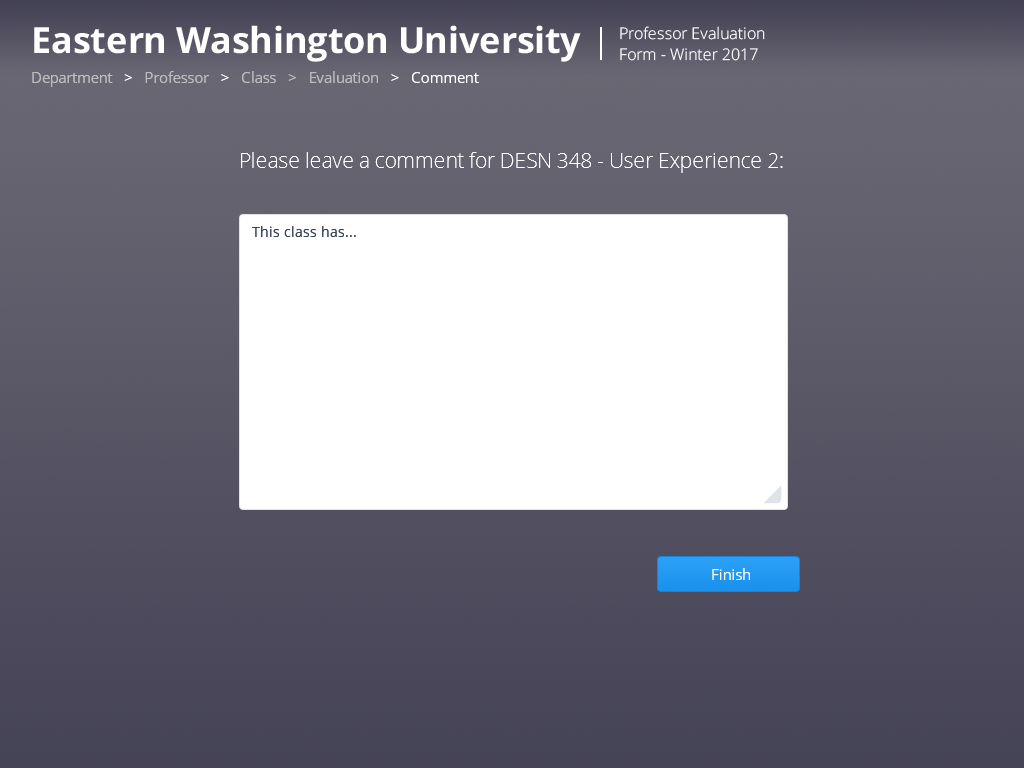 Eastern Washington University
Professor Evaluation
Form - Winter 2017
Department > Professor > Class > Evaluation > Comment
Please leave a comment for DESN 348 - User Experience 2:
This class has...
Finish